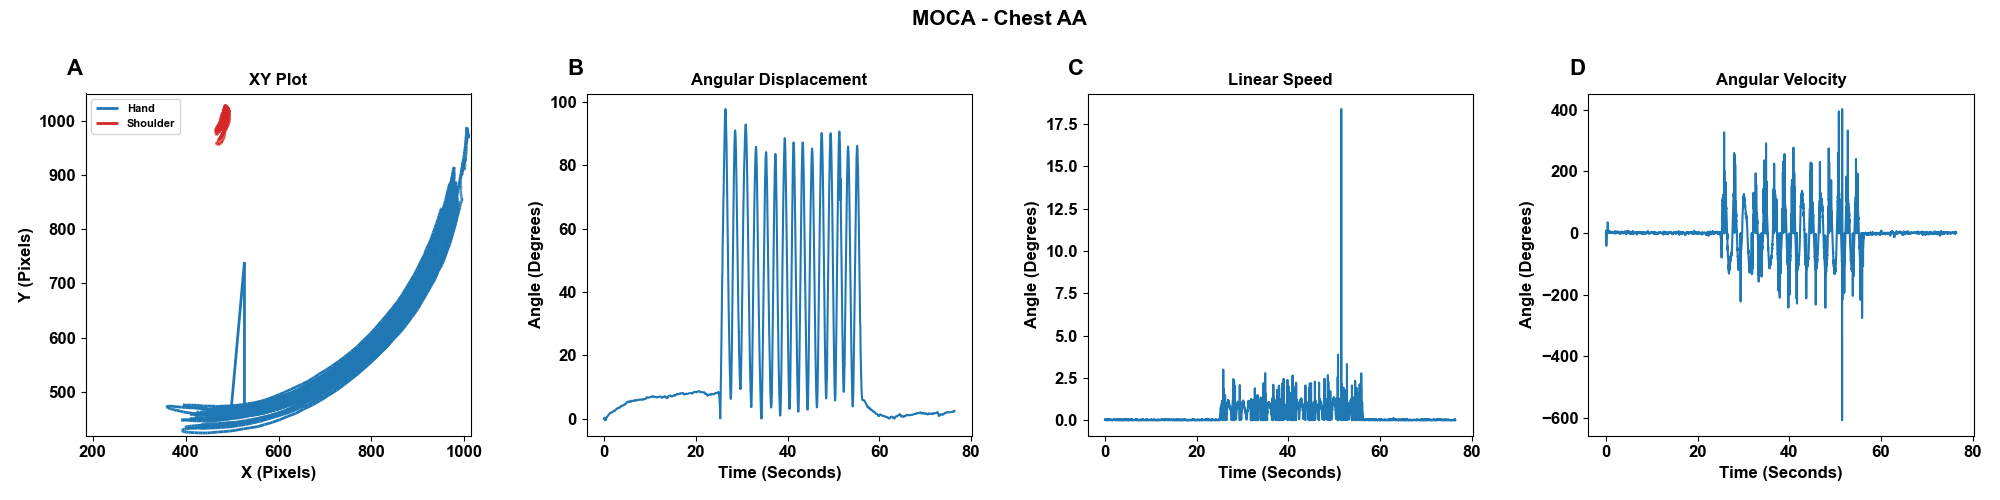 MOCA - Chest AA
A
XY Plot
Hand
Shoulder
1000
900
800
700
600
500
Y (Pixels)
200 400 600 800 1000
X (Pixels)
B
Angular Displacement
100
80
60
40
20
0
Angle (Degrees)
0 20 40 60 80
Time (Seconds)
C
Linear Speed
17.5
15.0
12.5
10.0
7.5
5.0
2.5
0.0
Angle (Degrees)
0 20 40 60 80
Time (Seconds)
D
Angular Velocity
400
200
0
−200
−400
−600
Angle (Degrees)
0 20 40 60 80
Time (Seconds)